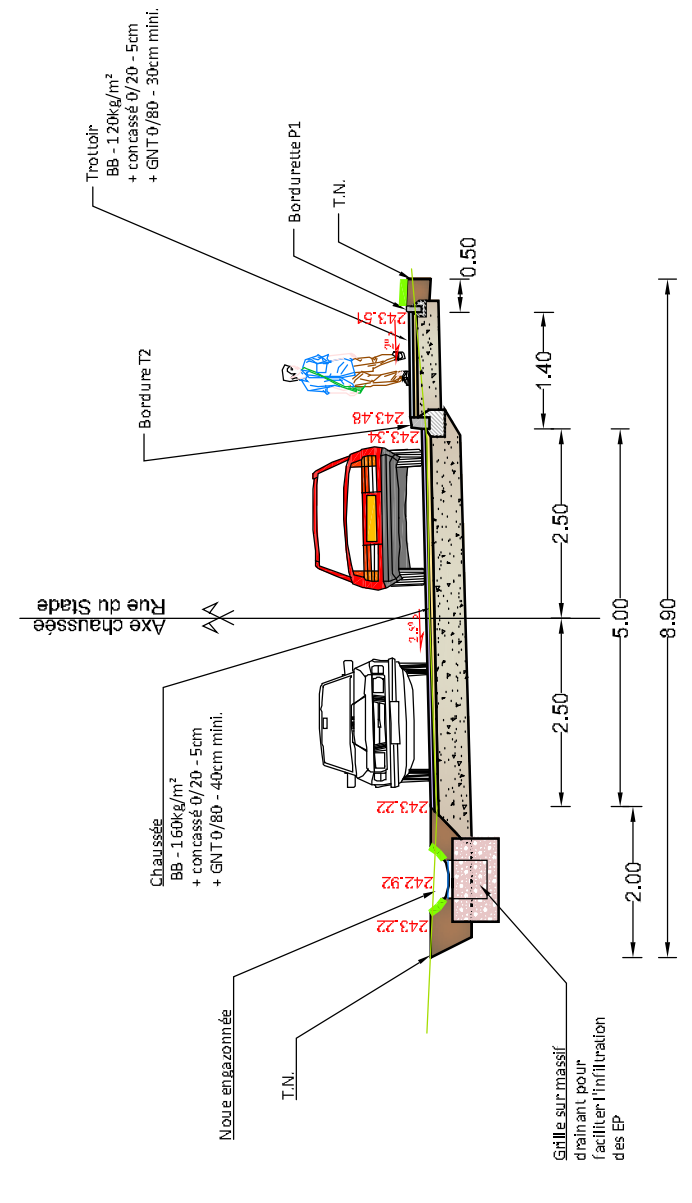 Trottoir
BB - 120kg/m²
+ concassé 0/20 - 5cm
+ GNT 0/80 - 30cm mini.
Bordurette P1
T.N.
Bordure T2
Axe chaussée
Rue du Stade
Chaussée
BB - 160kg/m²
+ concassé 0/20 - 5cm
+ GNT 0/80 - 40cm mini.
Noue engazonnée
T.N.
Grille sur massif
drainant pour
faciliter l'infiltration
des EP
243.22
242.92
243.22
243.34
243.48
243.51
0.50
1.40
2.50
2.50
5.00
2.00
8.90